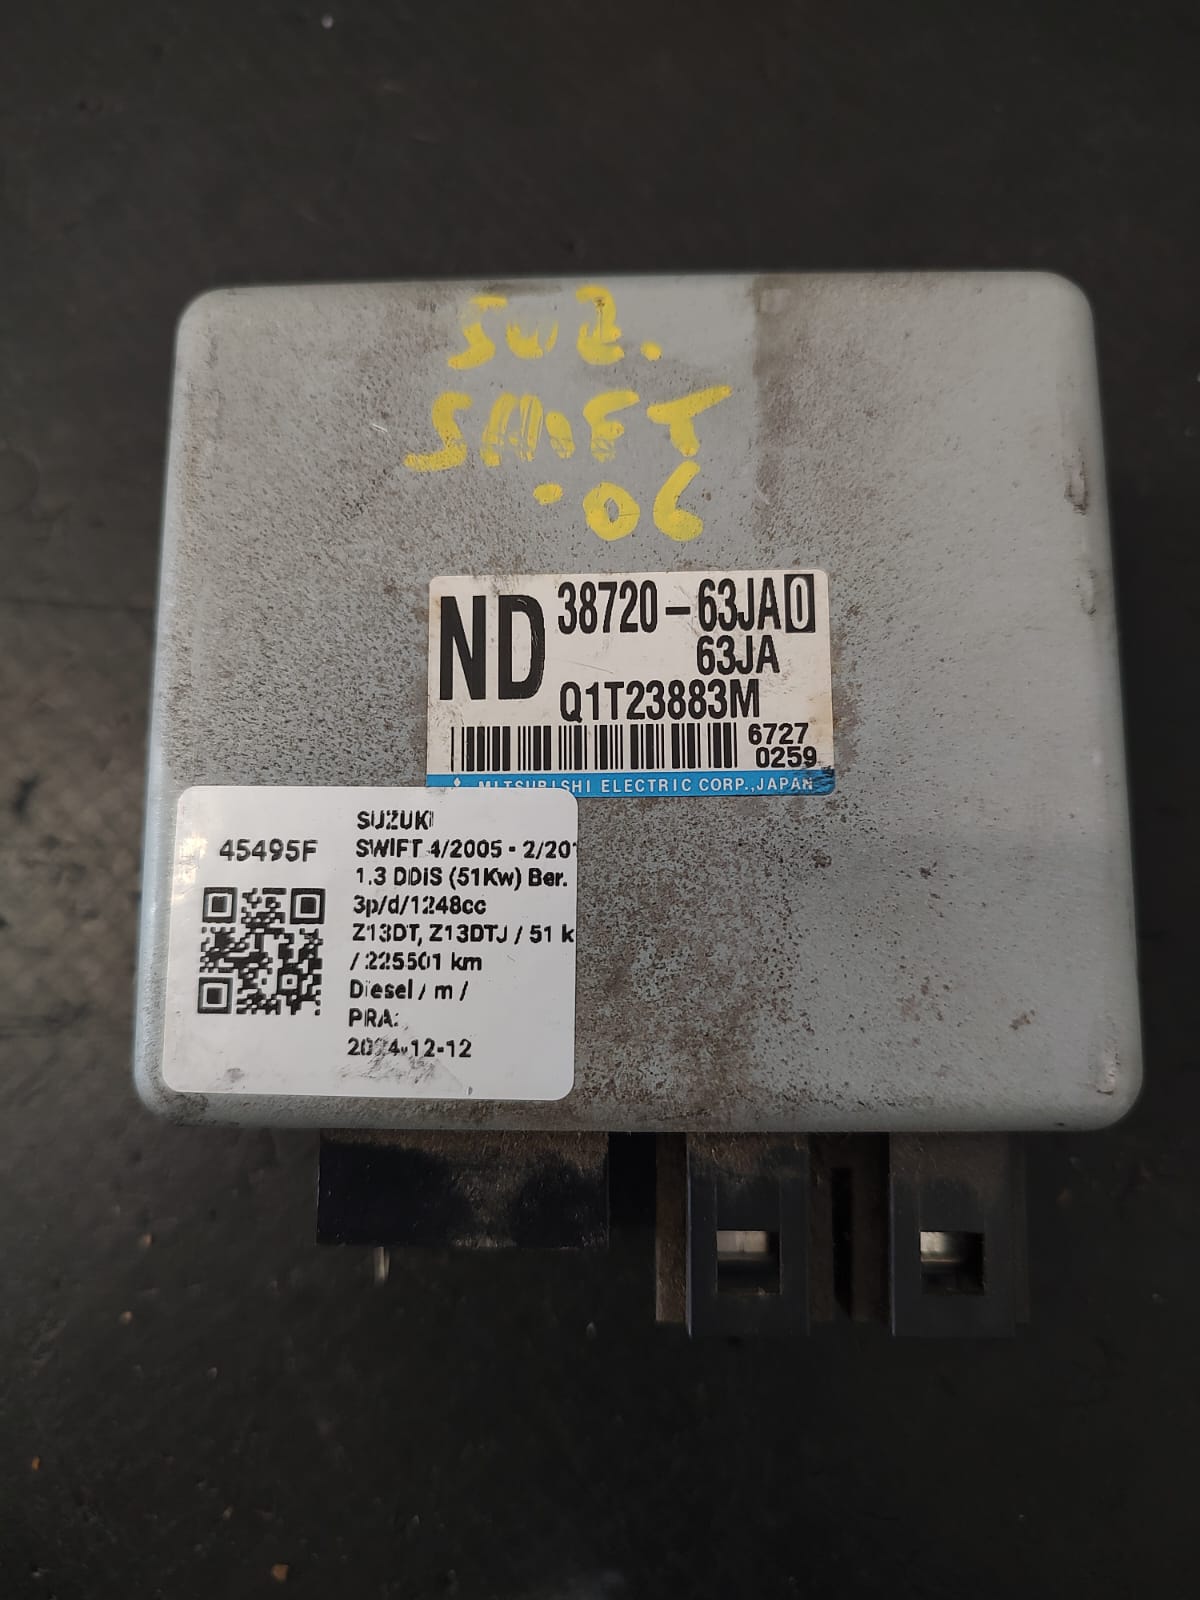 SUZ.
SWIFT
·06
ND 38720-63JA0
63JA
Q1T23883M
6727
0259
MITSUBISHI ELECTRIC CORP.,JAPAN
45495F
SUZUKI
SWIFT 4/2005 - 2/201
1.3 DDiS (51Kw) Ber.
3p/d/1248cc
Z13DT, Z13DTJ / 51 k
/ 225501 km
Diesel / m /
PRA:
2024-12-12